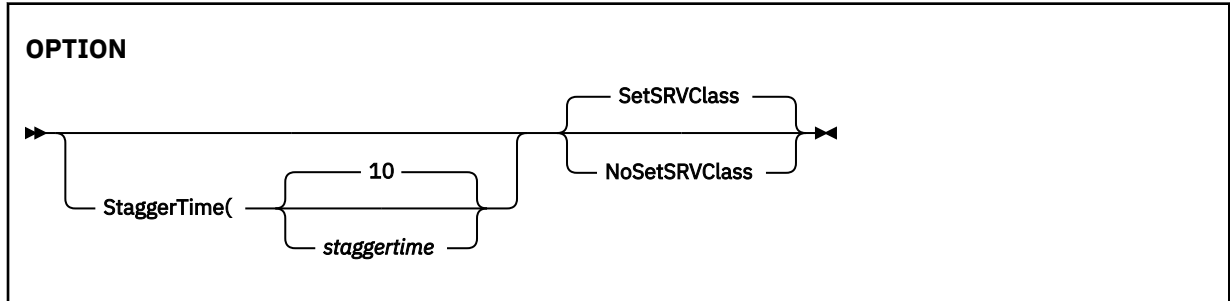 OPTION
SetSRVClass
NoSetSRVClass
10
StaggerTime(
staggertime